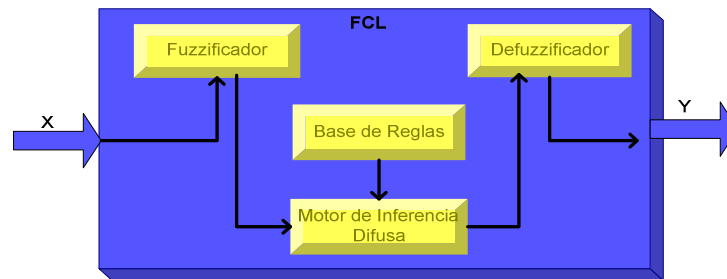 FCL
Fuzzificador
Defuzzificador
X
Y
Base de Reglas
Motor de Inferencia
Difusa